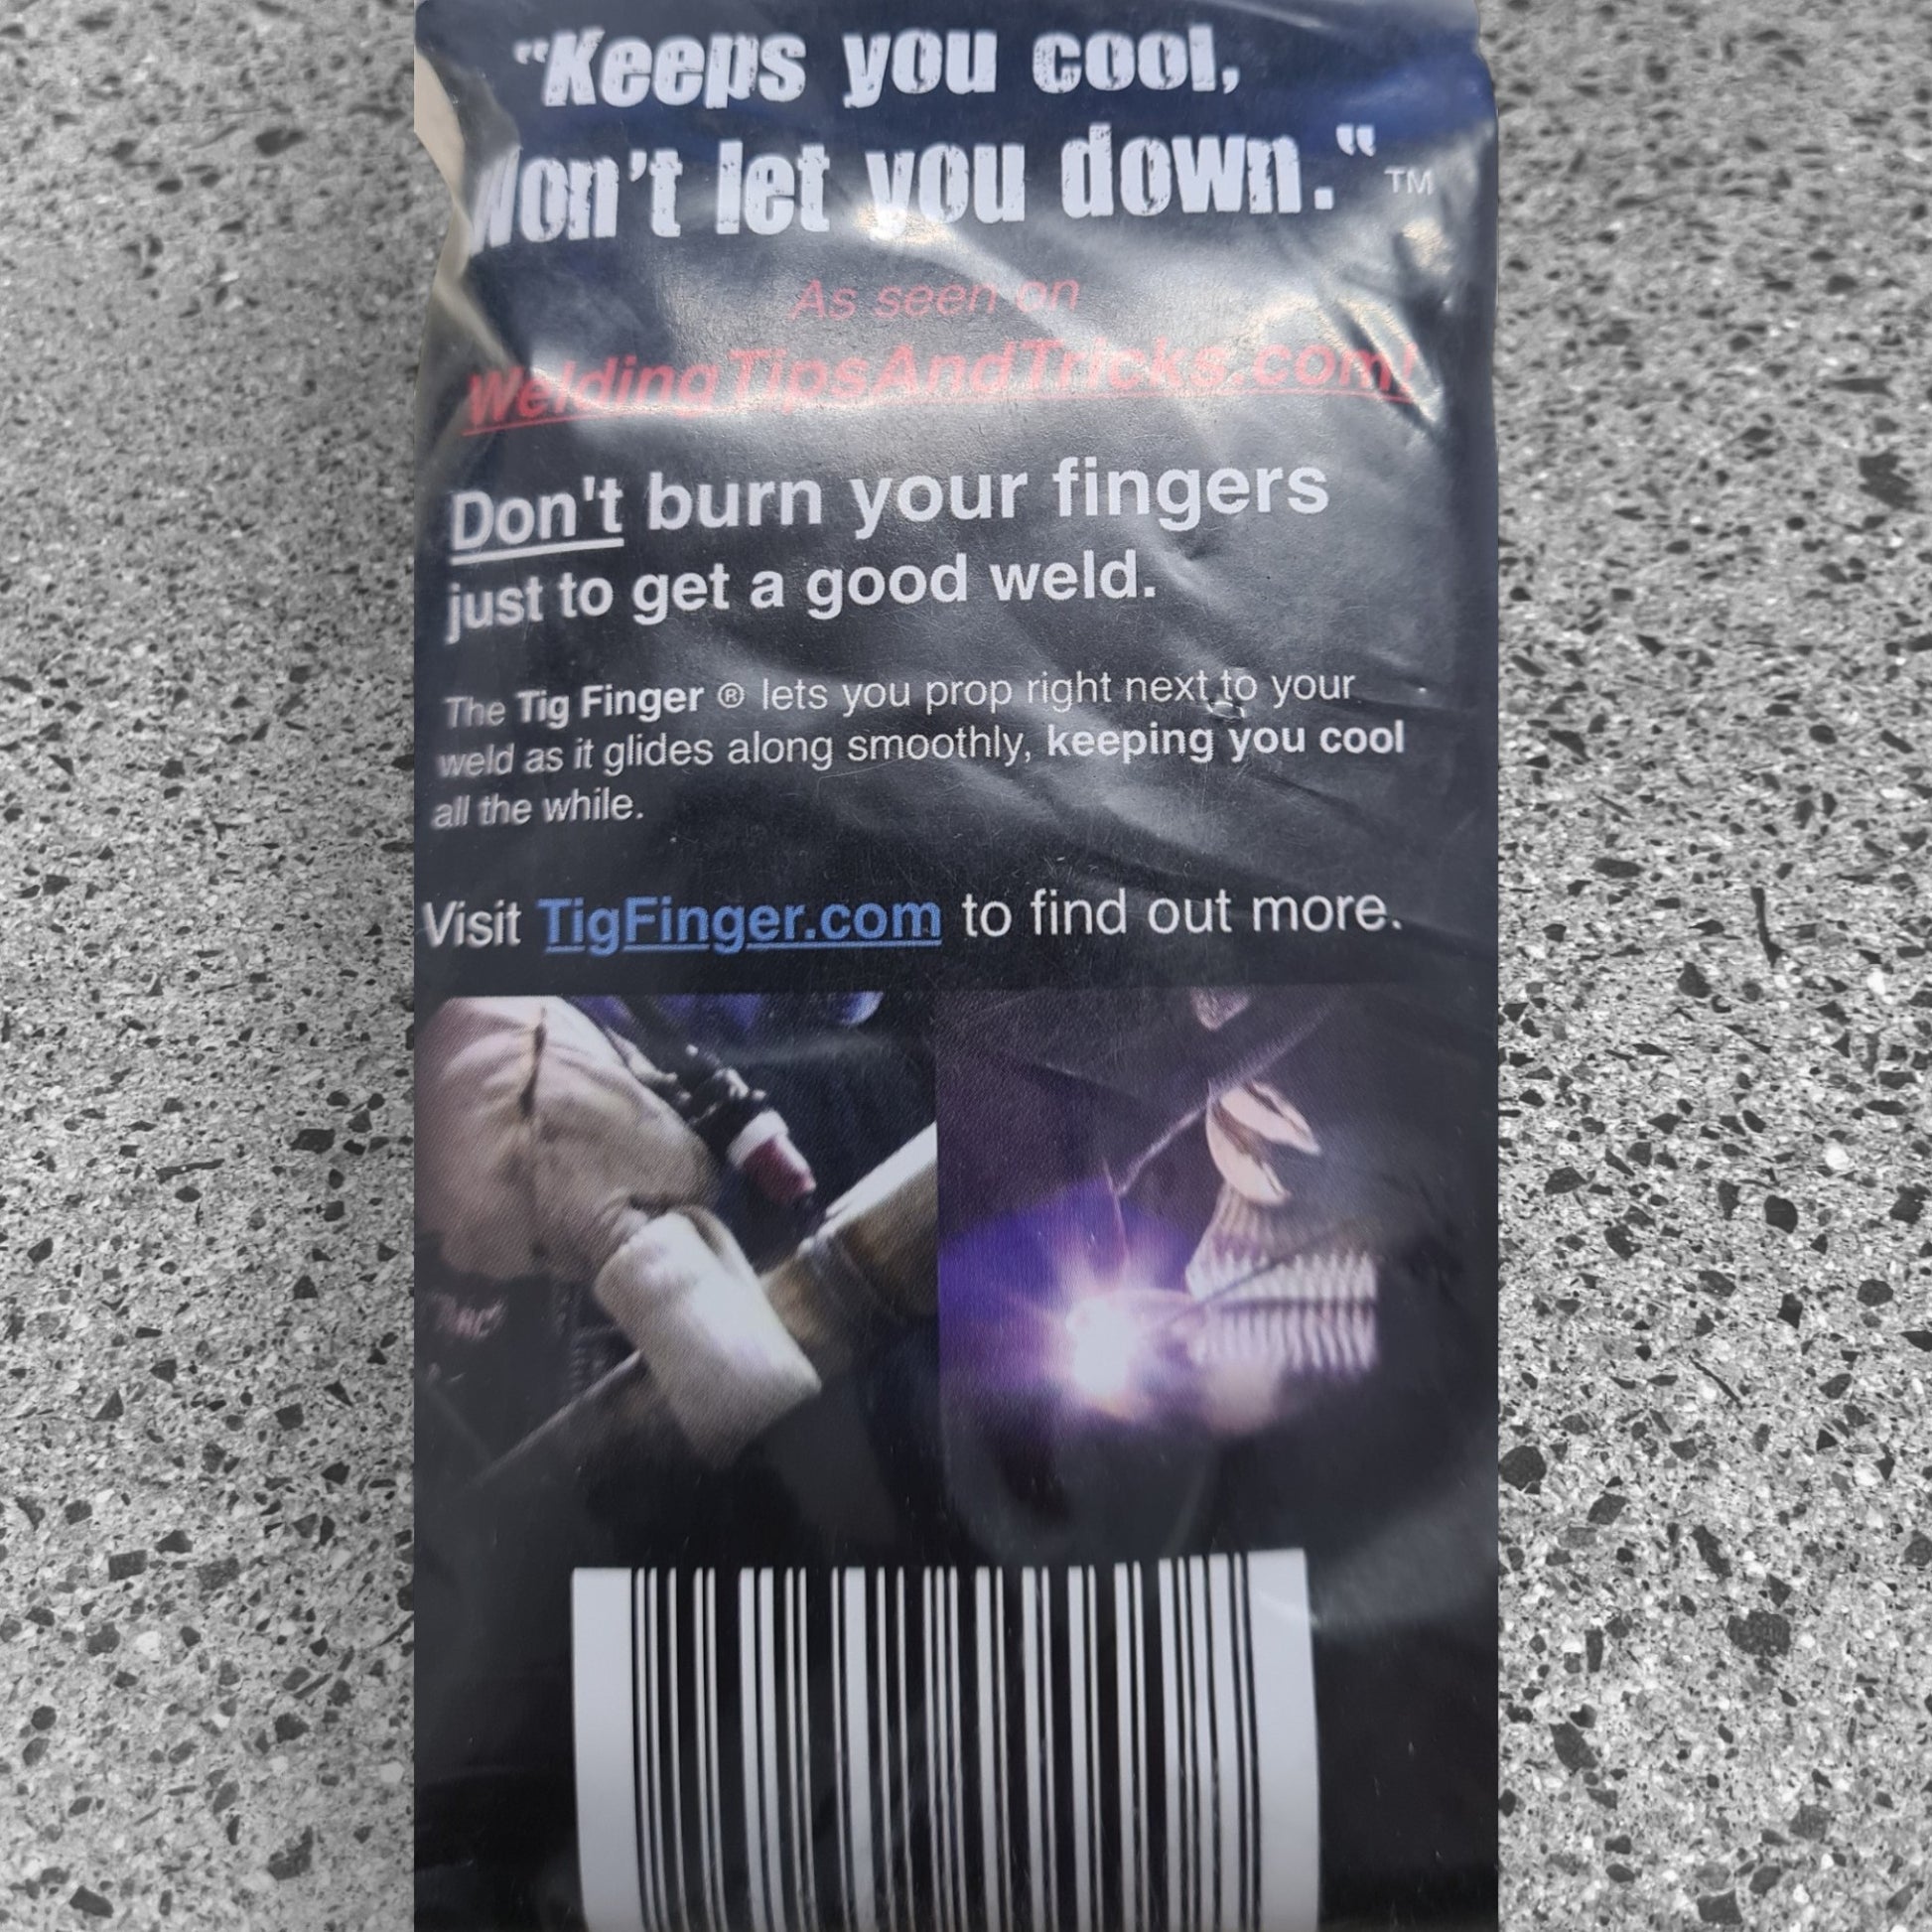 "Keeps you cool,
Won't let you down." TM
As seen on
WeldingTipsAndTricks.com!
Don't burn your fingers
just to get a good weld.
The Tig Finger ® lets you prop right next to your
weld as it glides along smoothly, keeping you cool
all the while.
Visit TigFinger.com to find out more.